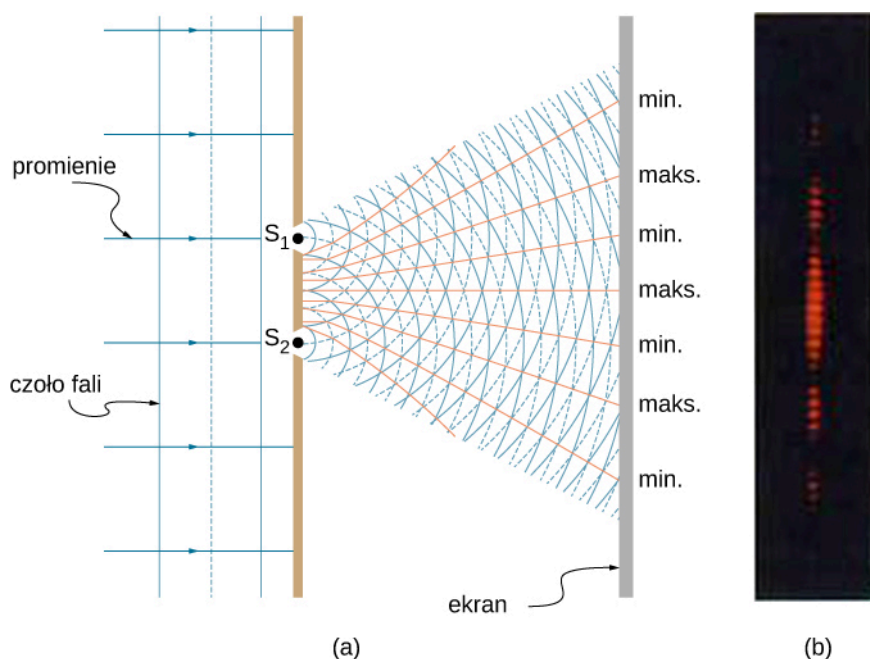 promienie
S₁
S₂
czoło fali
min.
maks.
min.
maks.
min.
maks.
min.
ekran
(a)
(b)